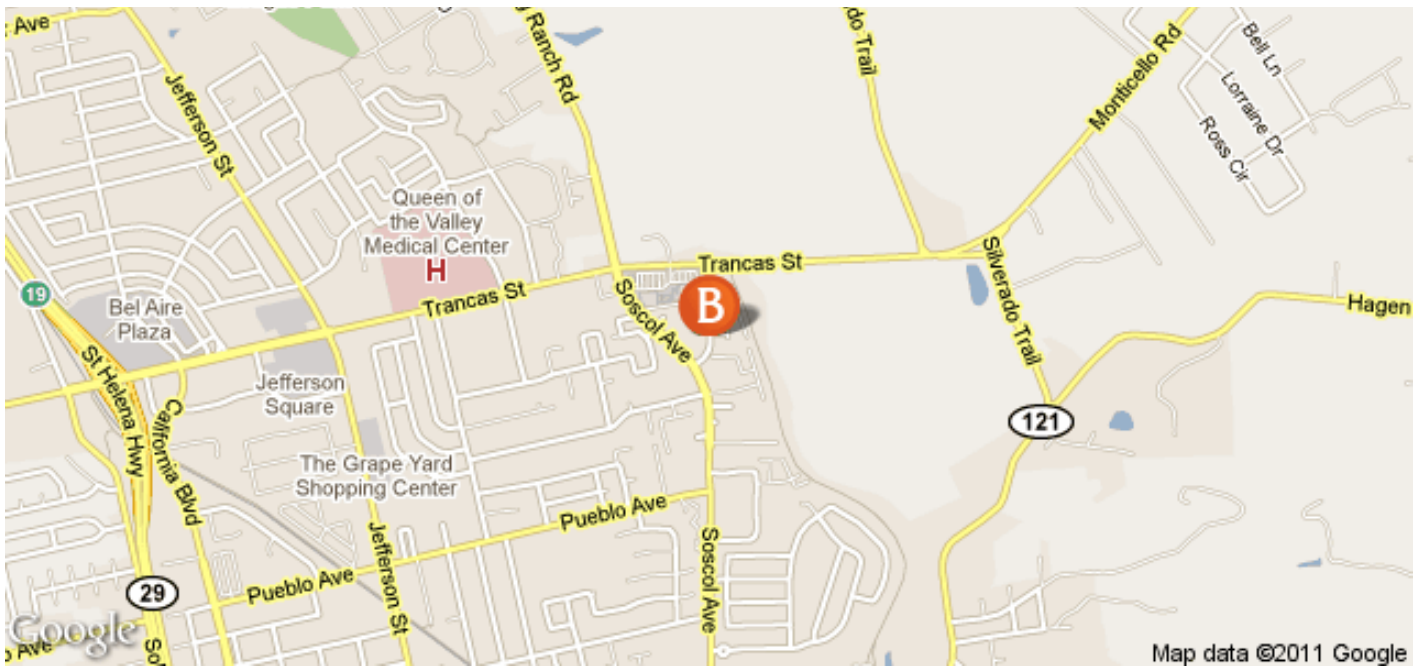 Ave
Jefferson St
Ranch Rd
do Trail
Monticello Rd
Bell Ln
Lorraine Dr
Ross Cir
Queen of
the Valley
Medical Center
H
Trancas St
Trancas St
Soscol Ave
B
Silverado Trail
Hagen
19
Bel Aire
Plaza
St Helena Hwy
California Blvd
Jefferson
Square
121
The Grape Yard
Shopping Center
Pueblo Ave
Pueblo Ave
Jefferson St
Soscol Ave
29
Google
o Ave
Sol
Map data ©2011 Google